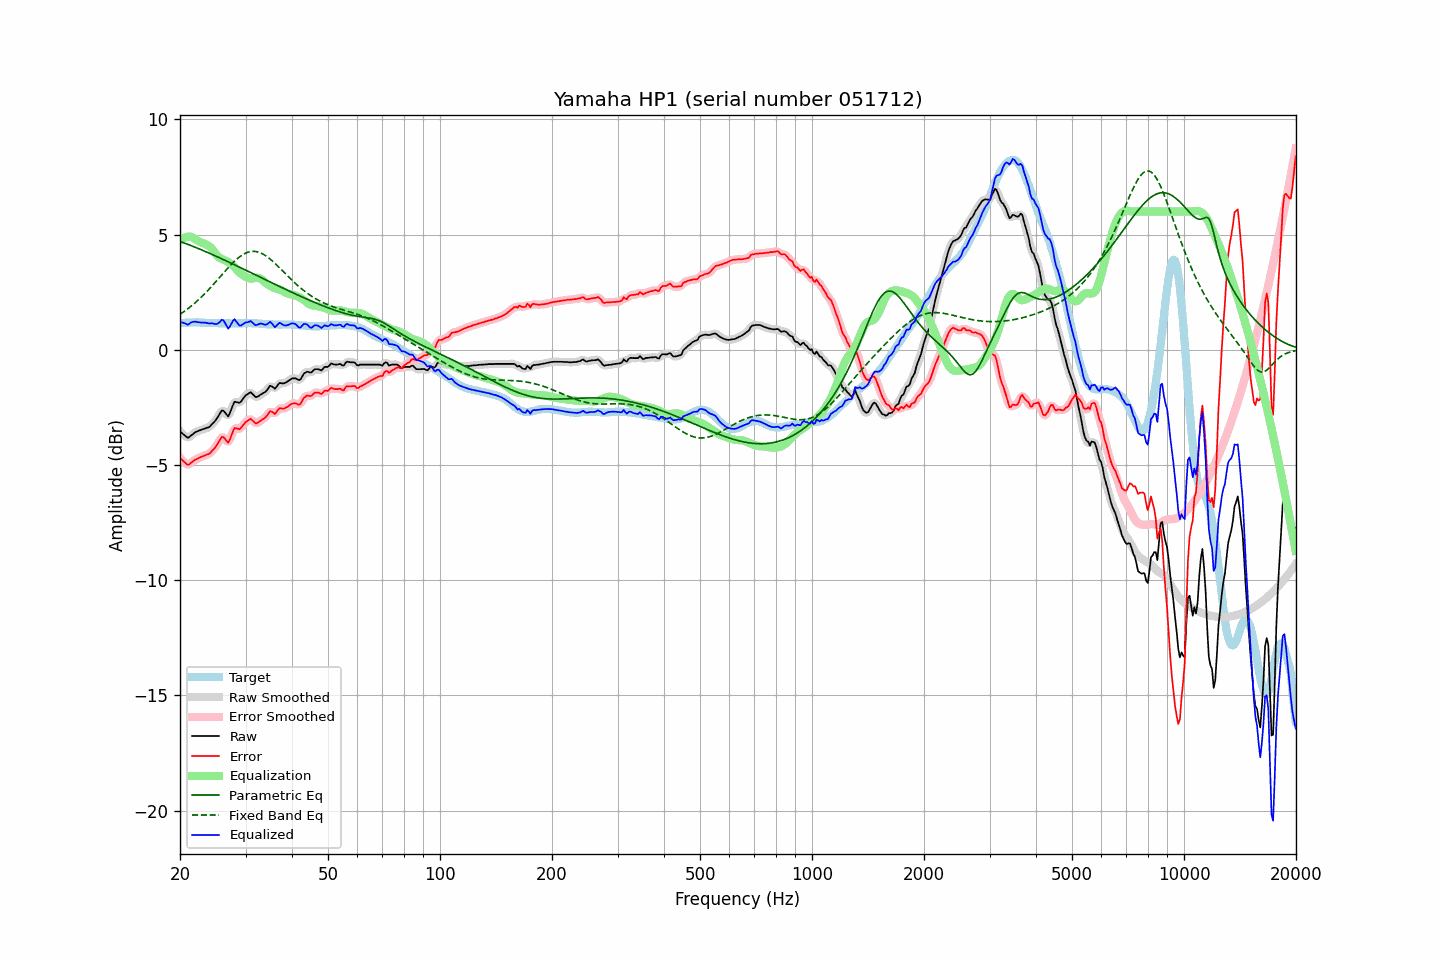 Yamaha HP1 (serial number 051712)
10
5
0
−5
−10
−15
−20
Amplitude (dBr)
Target
Raw Smoothed
Error Smoothed
Raw
Error
Equalization
Parametric Eq
Fixed Band Eq
Equalized
20 50 100 200 500 1000 2000 5000 10000 20000
Frequency (Hz)